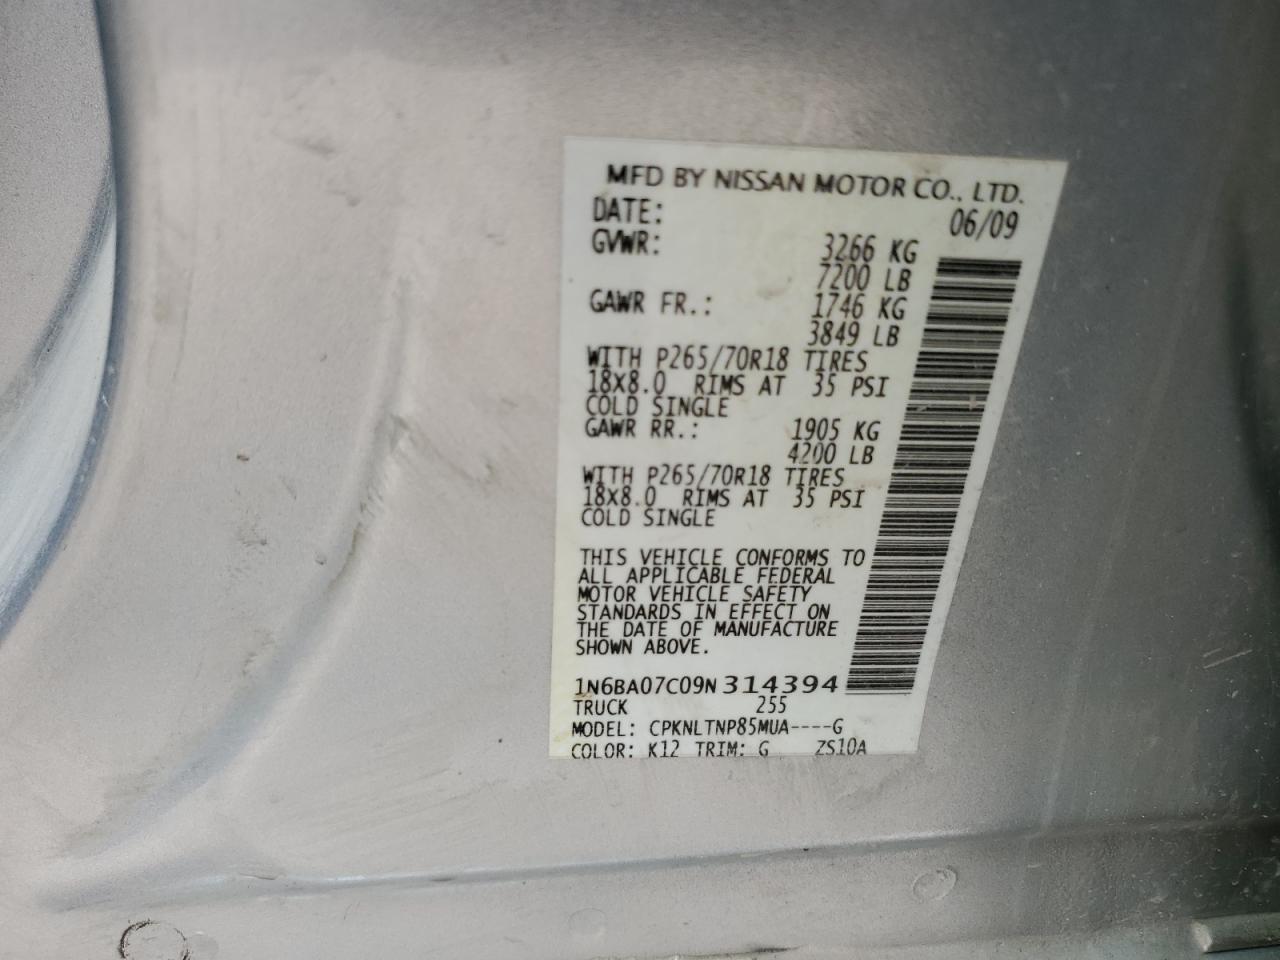 MFD BY NISSAN MOTOR CO., LTD.
DATE: 06/09
GVWR: 3266 KG
7200 LB
GAWR FR.: 1746 KG
3849 LB
WITH P265/70R18 TIRES
18X8.0 RIMS AT 35 PSI
COLD SINGLE
GAWR RR.: 1905 KG
4200 LB
WITH P265/70R18 TIRES
18X8.0 RIMS AT 35 PSI
COLD SINGLE
THIS VEHICLE CONFORMS TO
ALL APPLICABLE FEDERAL
MOTOR VEHICLE SAFETY
STANDARDS IN EFFECT ON
THE DATE OF MANUFACTURE
SHOWN ABOVE.
1N6BA07C09N314394
TRUCK 255
MODEL: CPKNLTNP85MUA----G
COLOR: K12 TRIM: G ZS10A